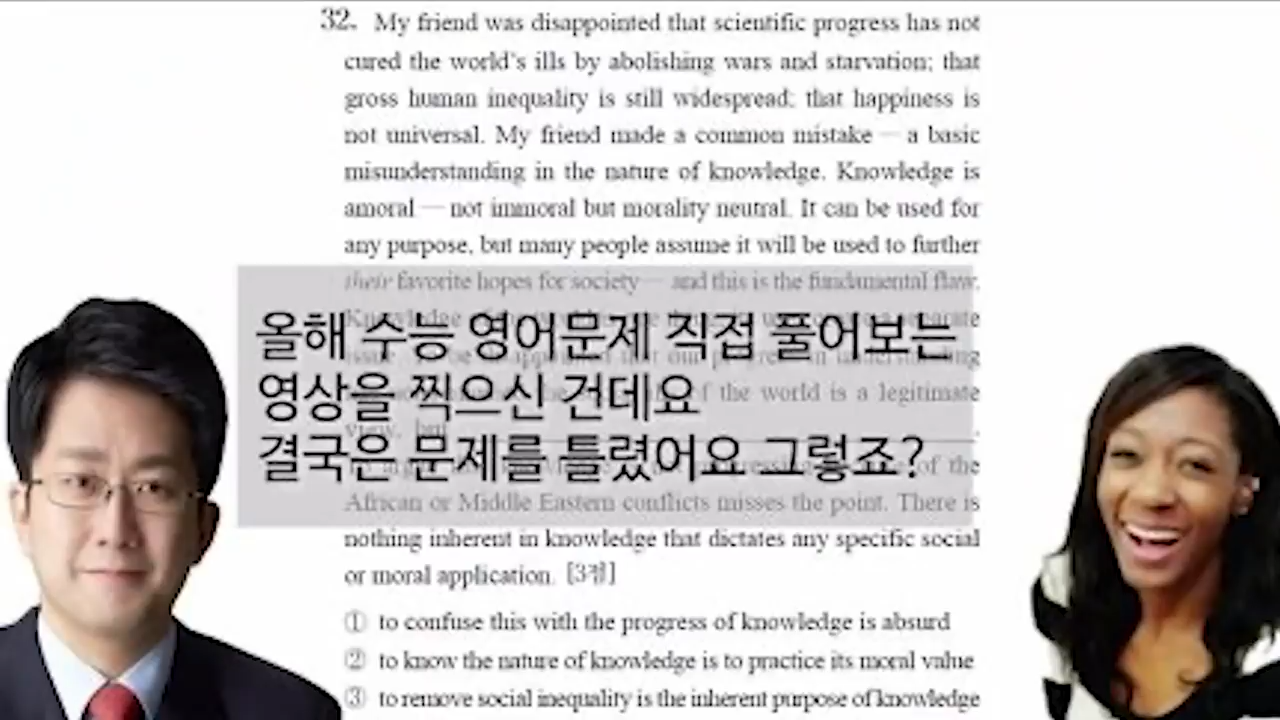 32. My friend was disappointed that scientific progress has not
cured the world's ills by abolishing wars and starvation; that
gross human inequality is still widespread; that happiness is
not universal. My friend made a common mistake — a basic
misunderstanding in the nature of knowledge. Knowledge is
amoral — not immoral but morality neutral. It can be used for
any purpose, but many people assume it will be used to further
their favorite hopes for society — and this is the fundamental flaw.
올해 수능 영어문제 직접 풀어보는
영상을 찍으신 건데요
of the world is a legitimate
view, but
결국은 문제를 틀렸어요 그렇죠?
of the
African or Middle Eastern conflicts misses the point. There is
nothing inherent in knowledge that dictates any specific social
or moral application. [3점]
① to confuse this with the progress of knowledge is absurd
② to know the nature of knowledge is to practice its moral value
③ to remove social inequality is the inherent purpose of knowledge